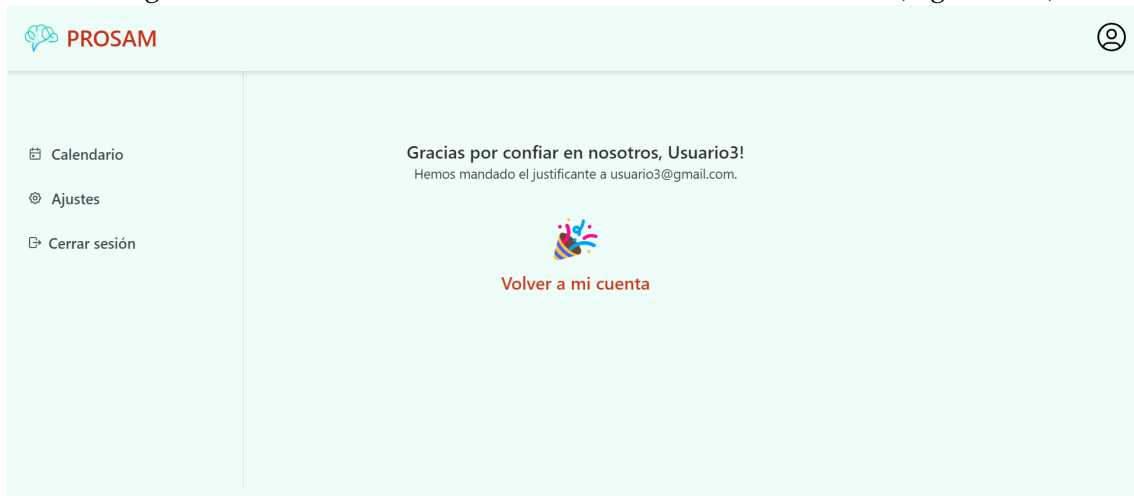 PROSAM
Calendario
Ajustes
Cerrar sesión
Gracias por confiar en nosotros, Usuario3!
Hemos mandado el justificante a usuario3@gmail.com.
Volver a mi cuenta